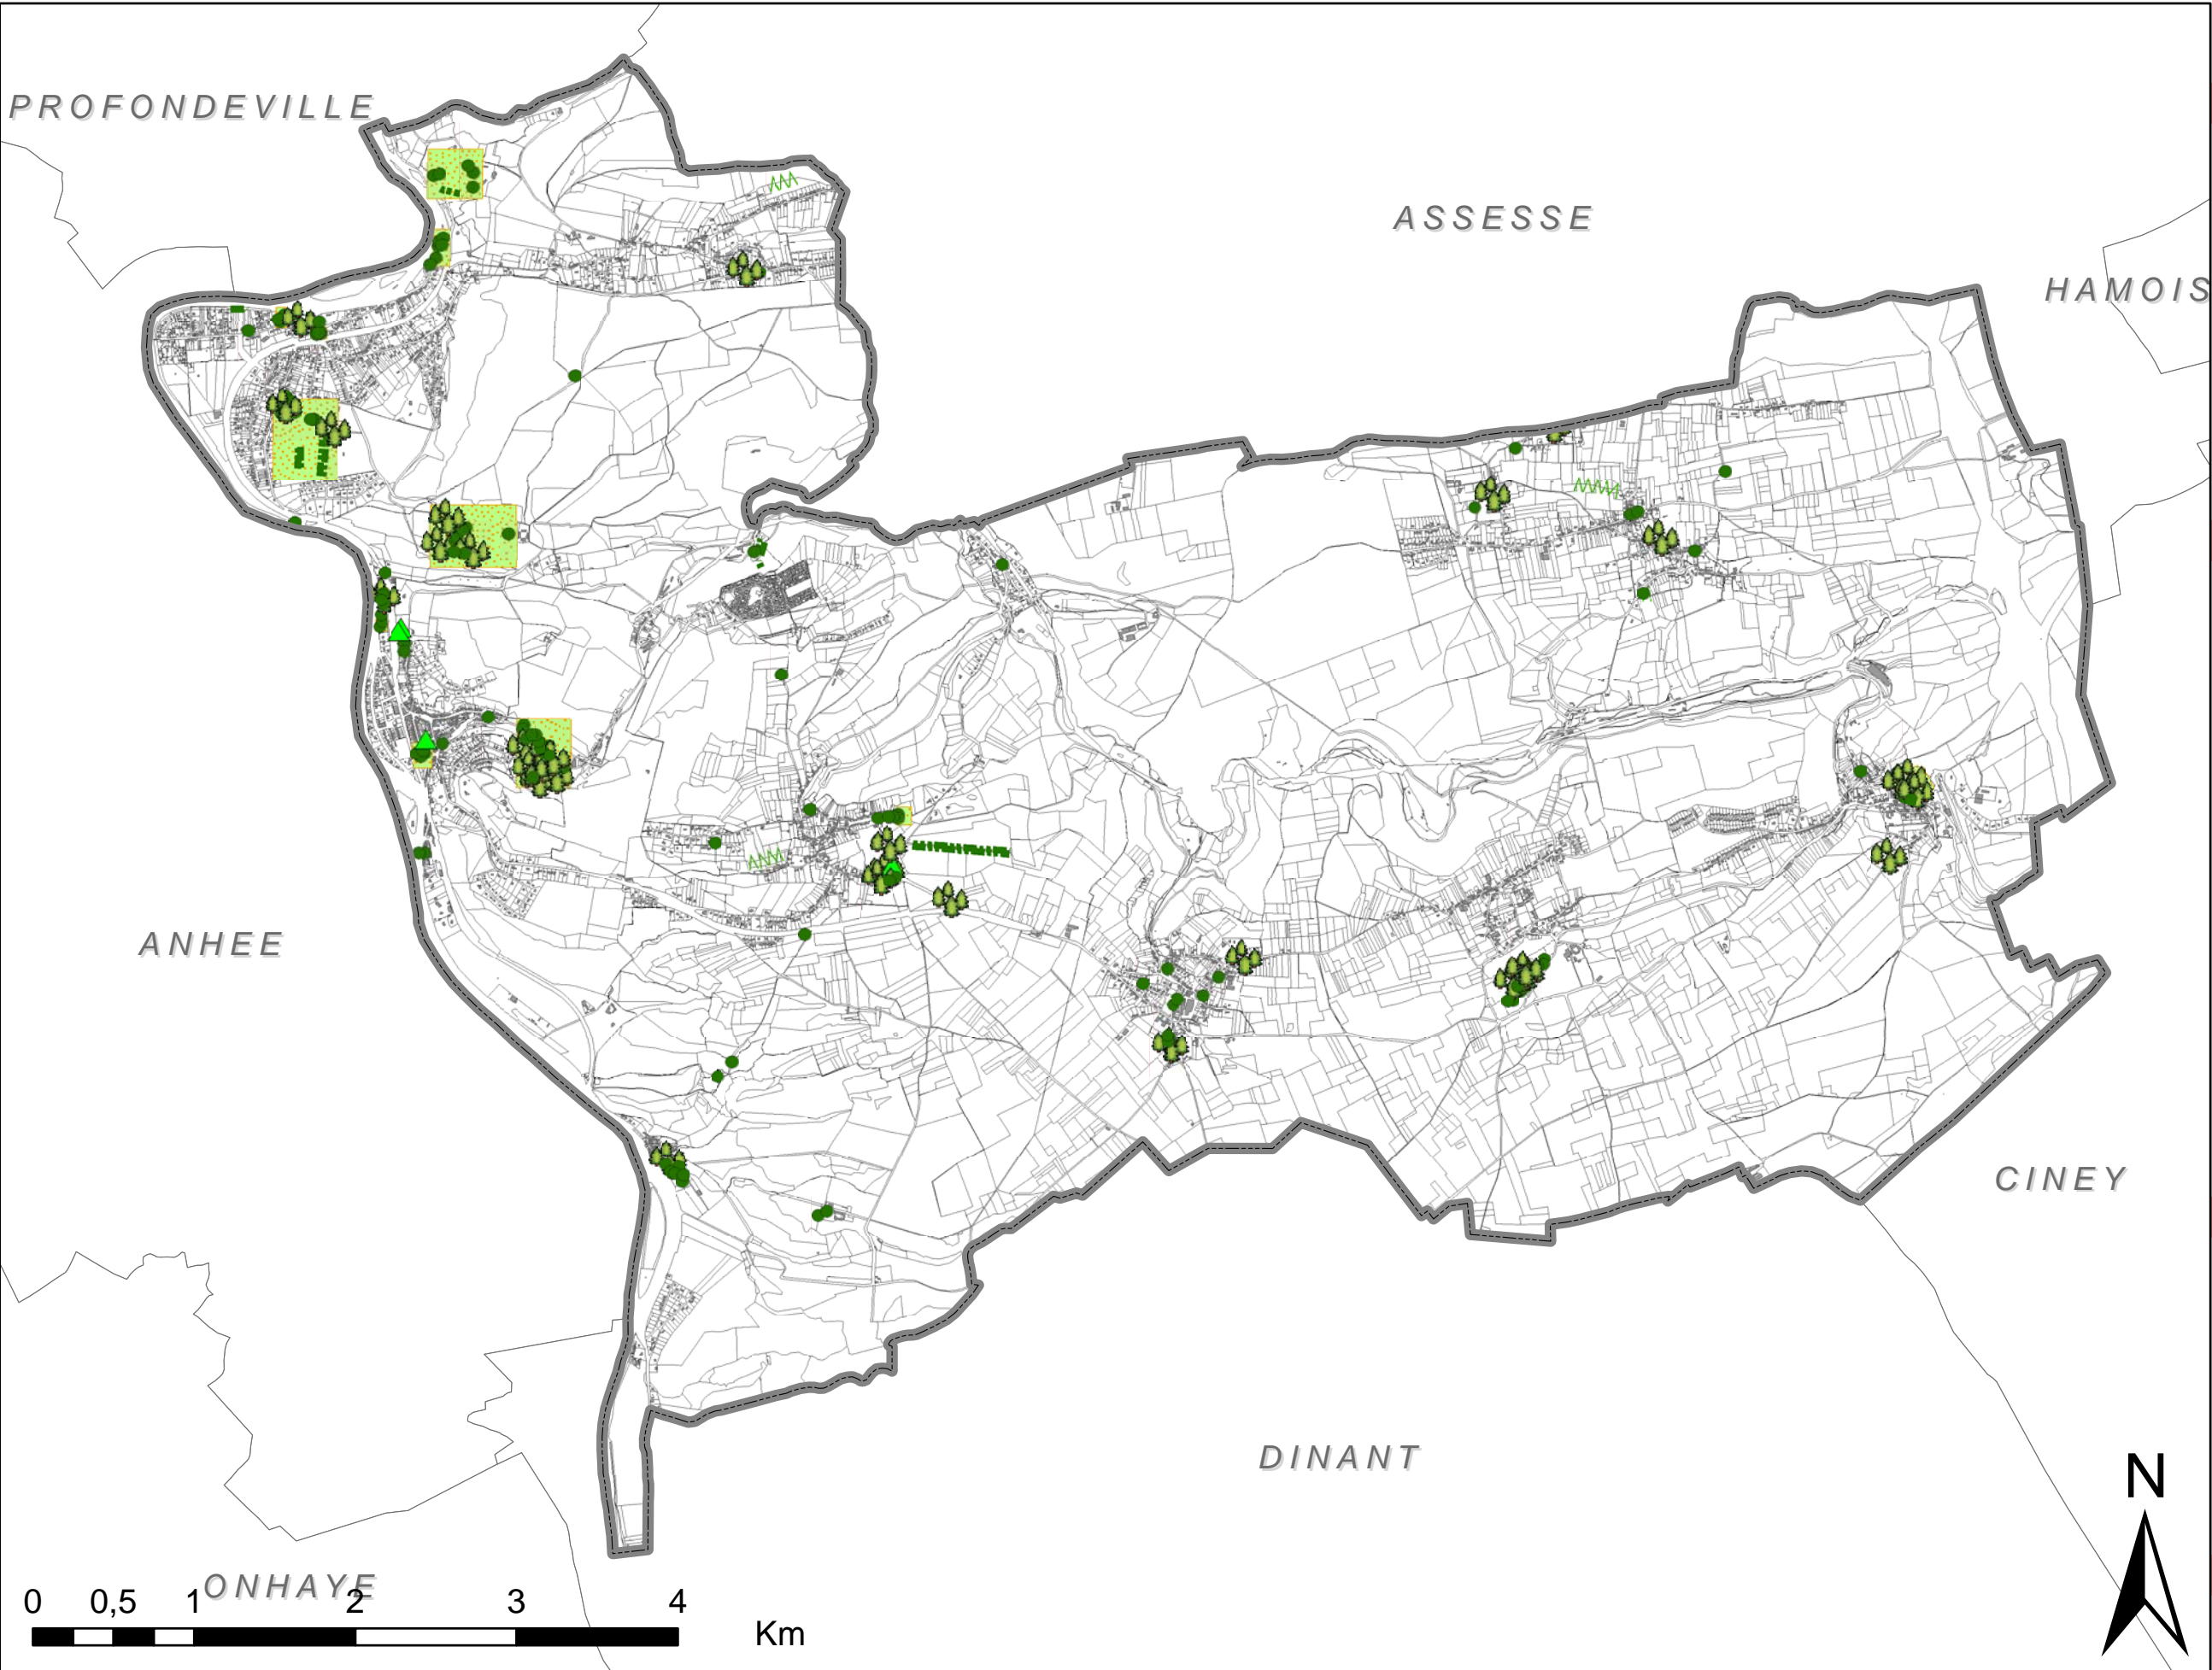 PROFONDEVILLE
ASSESSE
HAMOIS
ANHEE
CINEY
DINANT
N
ONHAYE
0 0,5 1 2 3 4
Km